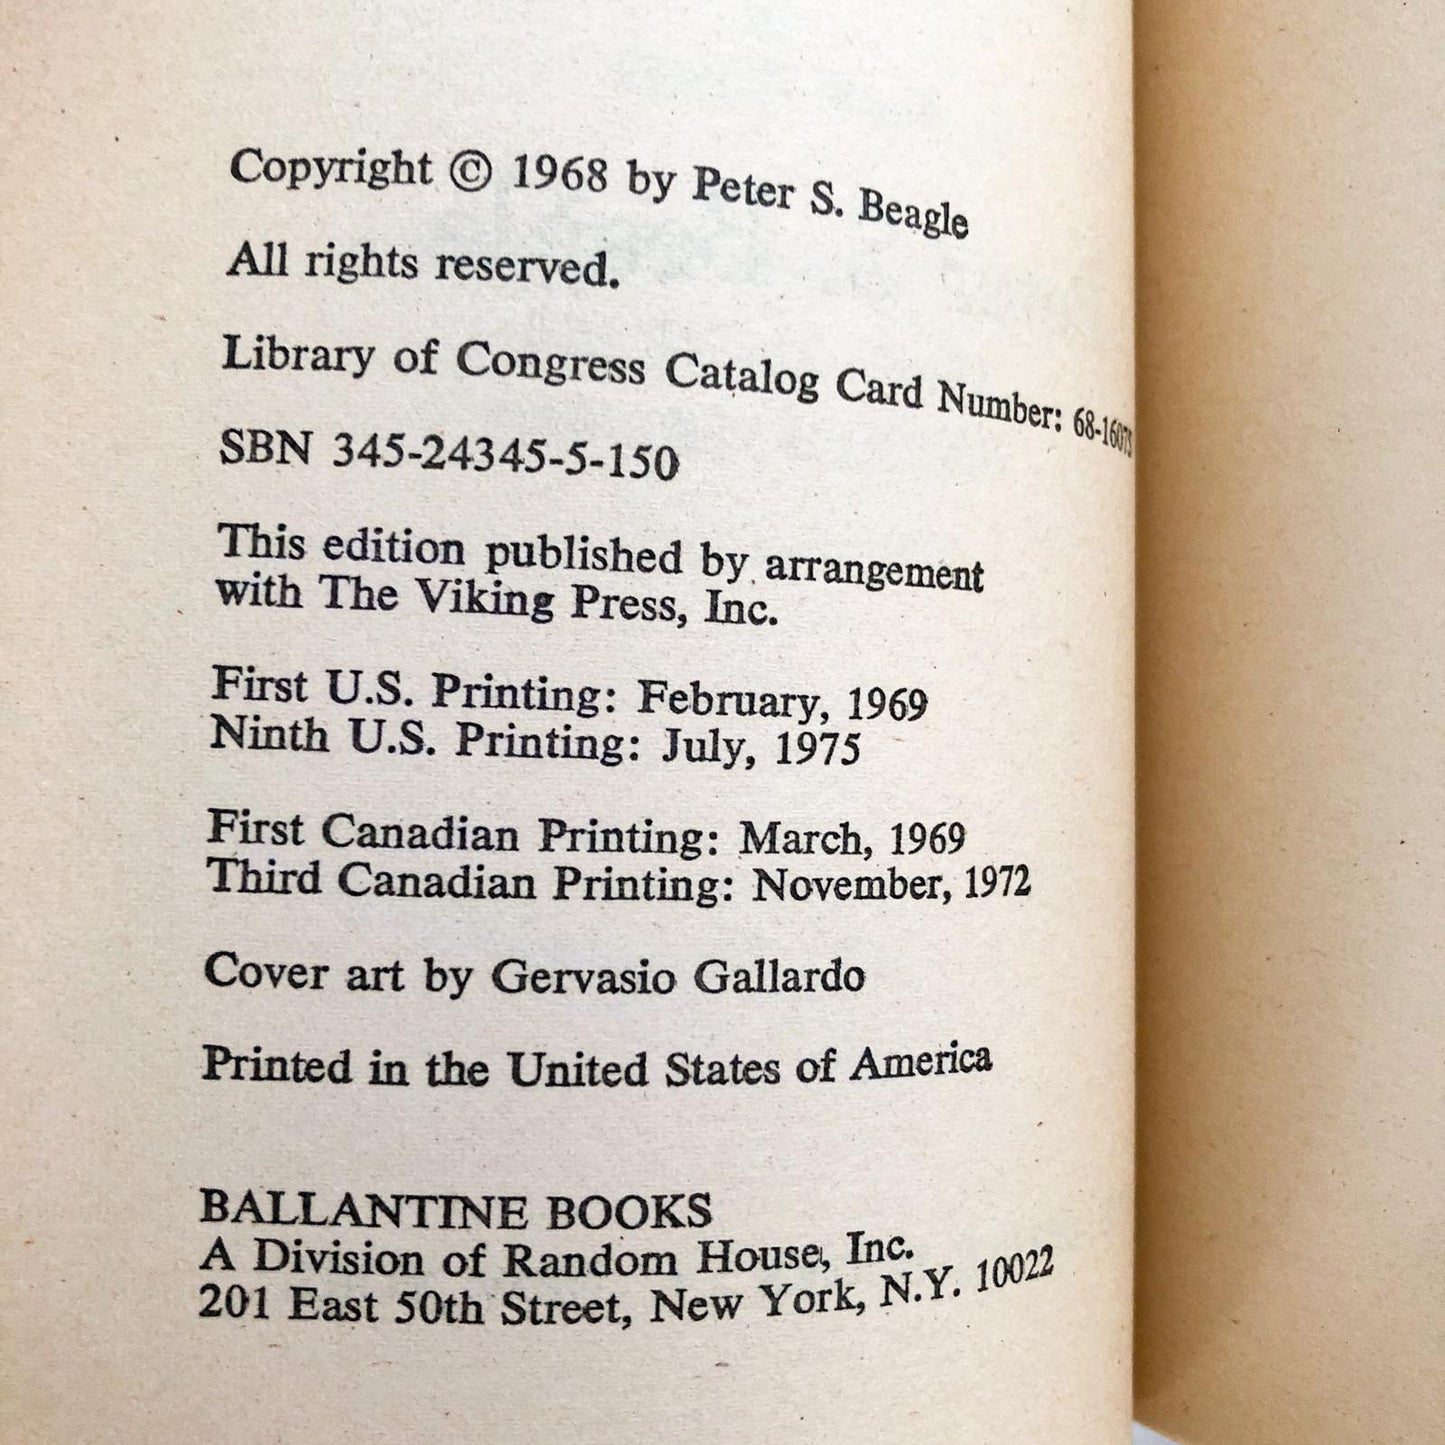 Copyright © 1968 by Peter S. Beagle
All rights reserved.
Library of Congress Catalog Card Number:
SBN 345-24345-5-150
This edition published by arrangement
with The Viking Press, Inc.
First U.S. Printing: February, 1969
Ninth U.S. Printing: July, 1975
First Canadian Printing: March, 1969
Third Canadian Printing: November, 1972
Cover art by Gervasio Gallardo
Printed in the United States of America
BALLANTINE BOOKS
A Division of Random House, Inc.
201 East 50th Street, New York, N.Y. 10022